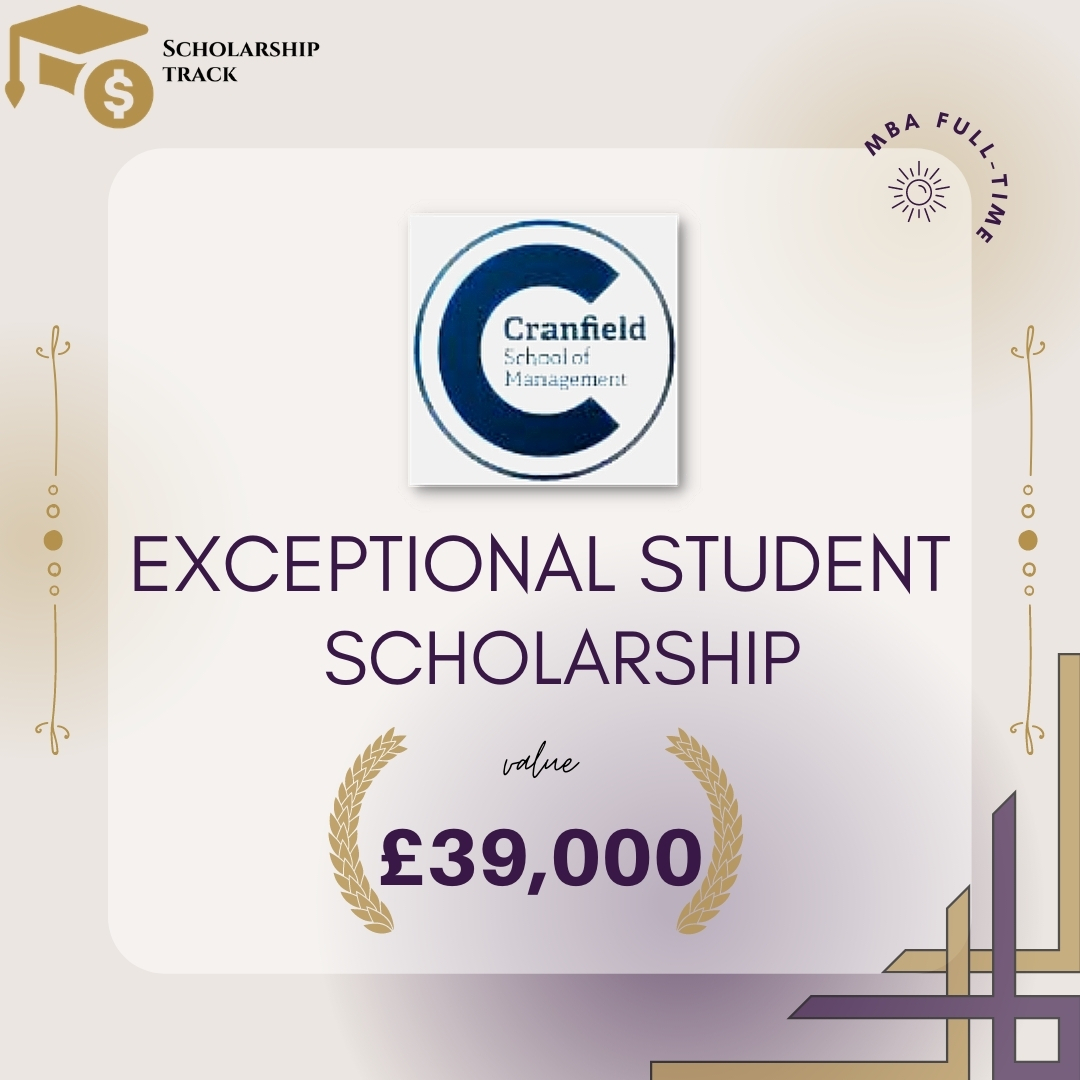 SCHOLARSHIP
TRACK
$
MBA FULL-TIME
Cranfield
School of
Management
EXCEPTIONAL STUDENT
SCHOLARSHIP
value
£39,000